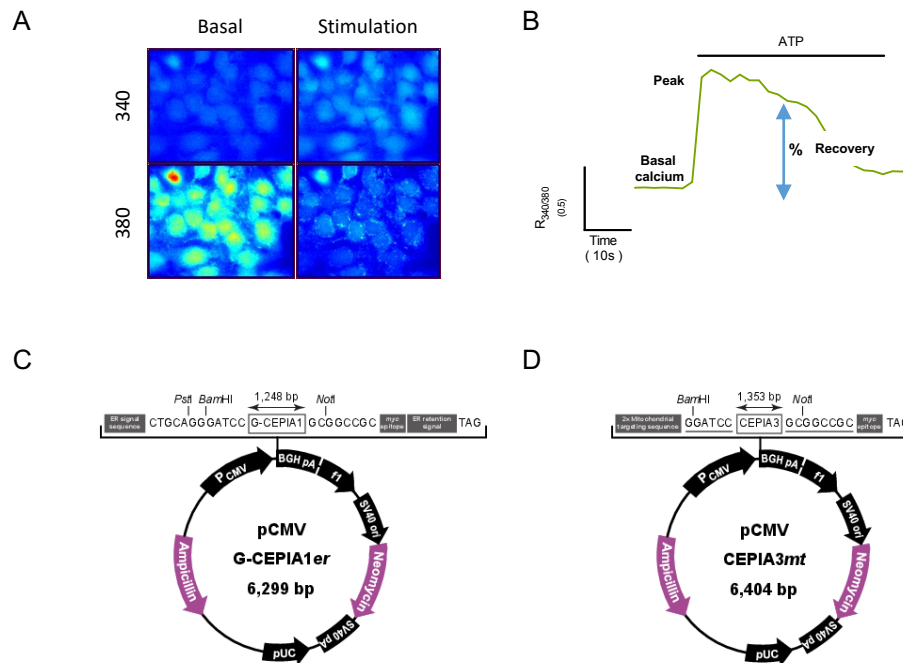 A
Basal
Stimulation
340
380
B
ATP
Peak
Basal
calcium
%
Recovery
R340/380
(0.5)
Time
( 10s )
C
1,248 bp
PstI
BamHI
NotI
ER signal
sequence
CTGCAGGGATCC
G-CEPIA1
GCGGCCGC
myc
epitope
ER retention
signal
TAG
PCMV
BGH pA
f1
SV40 ori
Neomycin
SV40 pA
pUC
Ampicillin
pCMV
G-CEPIA1er
6,299 bp
D
1,353 bp
BamHI
NotI
2x Mitochondrial
targeting sequence
GGATCC
CEPIA3
GCGGCCGC
myc
epitope
TAG
PCMV
BGH pA
f1
SV40 ori
Neomycin
SV40 pA
pUC
Ampicillin
pCMV
CEPIA3mt
6,404 bp